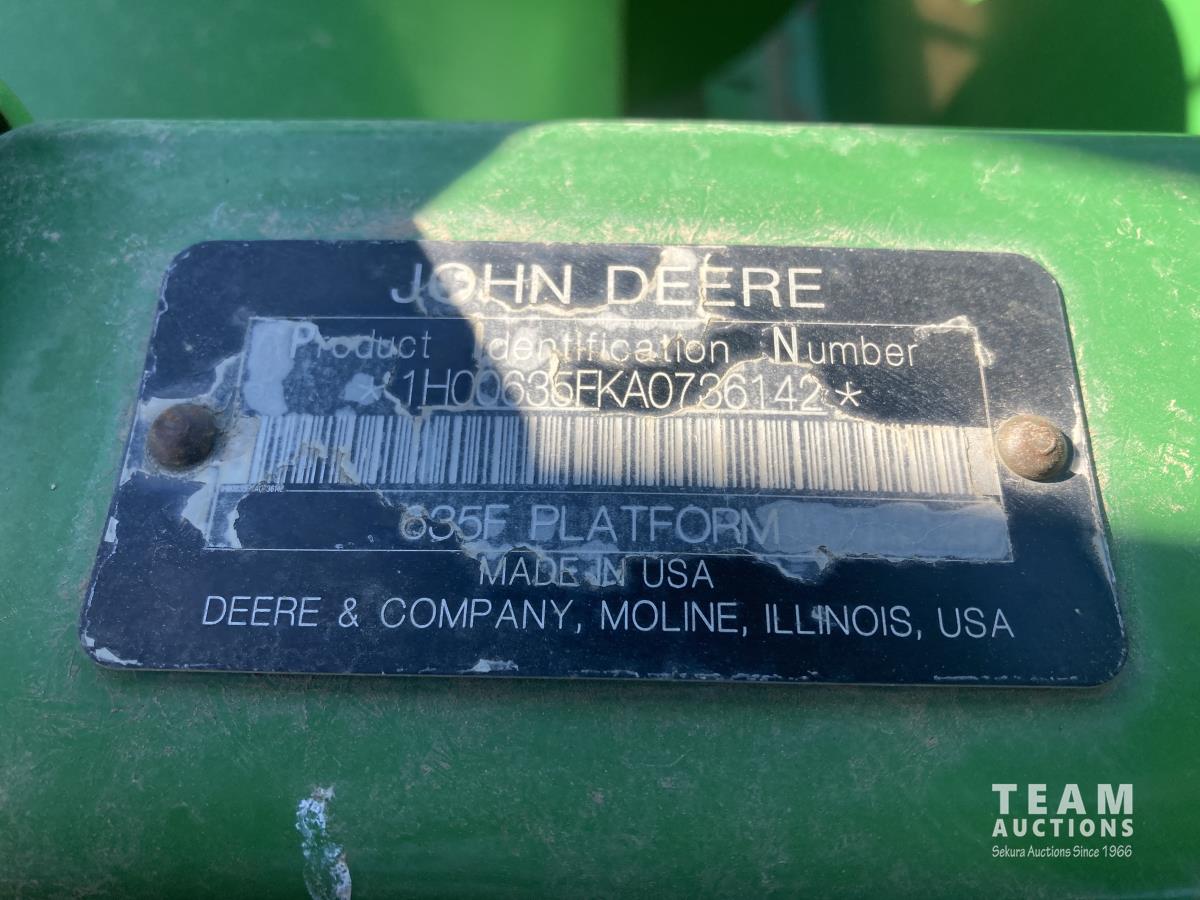 JOHN DEERE
Product Identification Number
*1H00635FKA0736142*
635F PLATFORM
MADE IN USA
DEERE & COMPANY, MOLINE, ILLINOIS, USA
TEAM
AUCTIONS
Sekura Auctions Since 1966